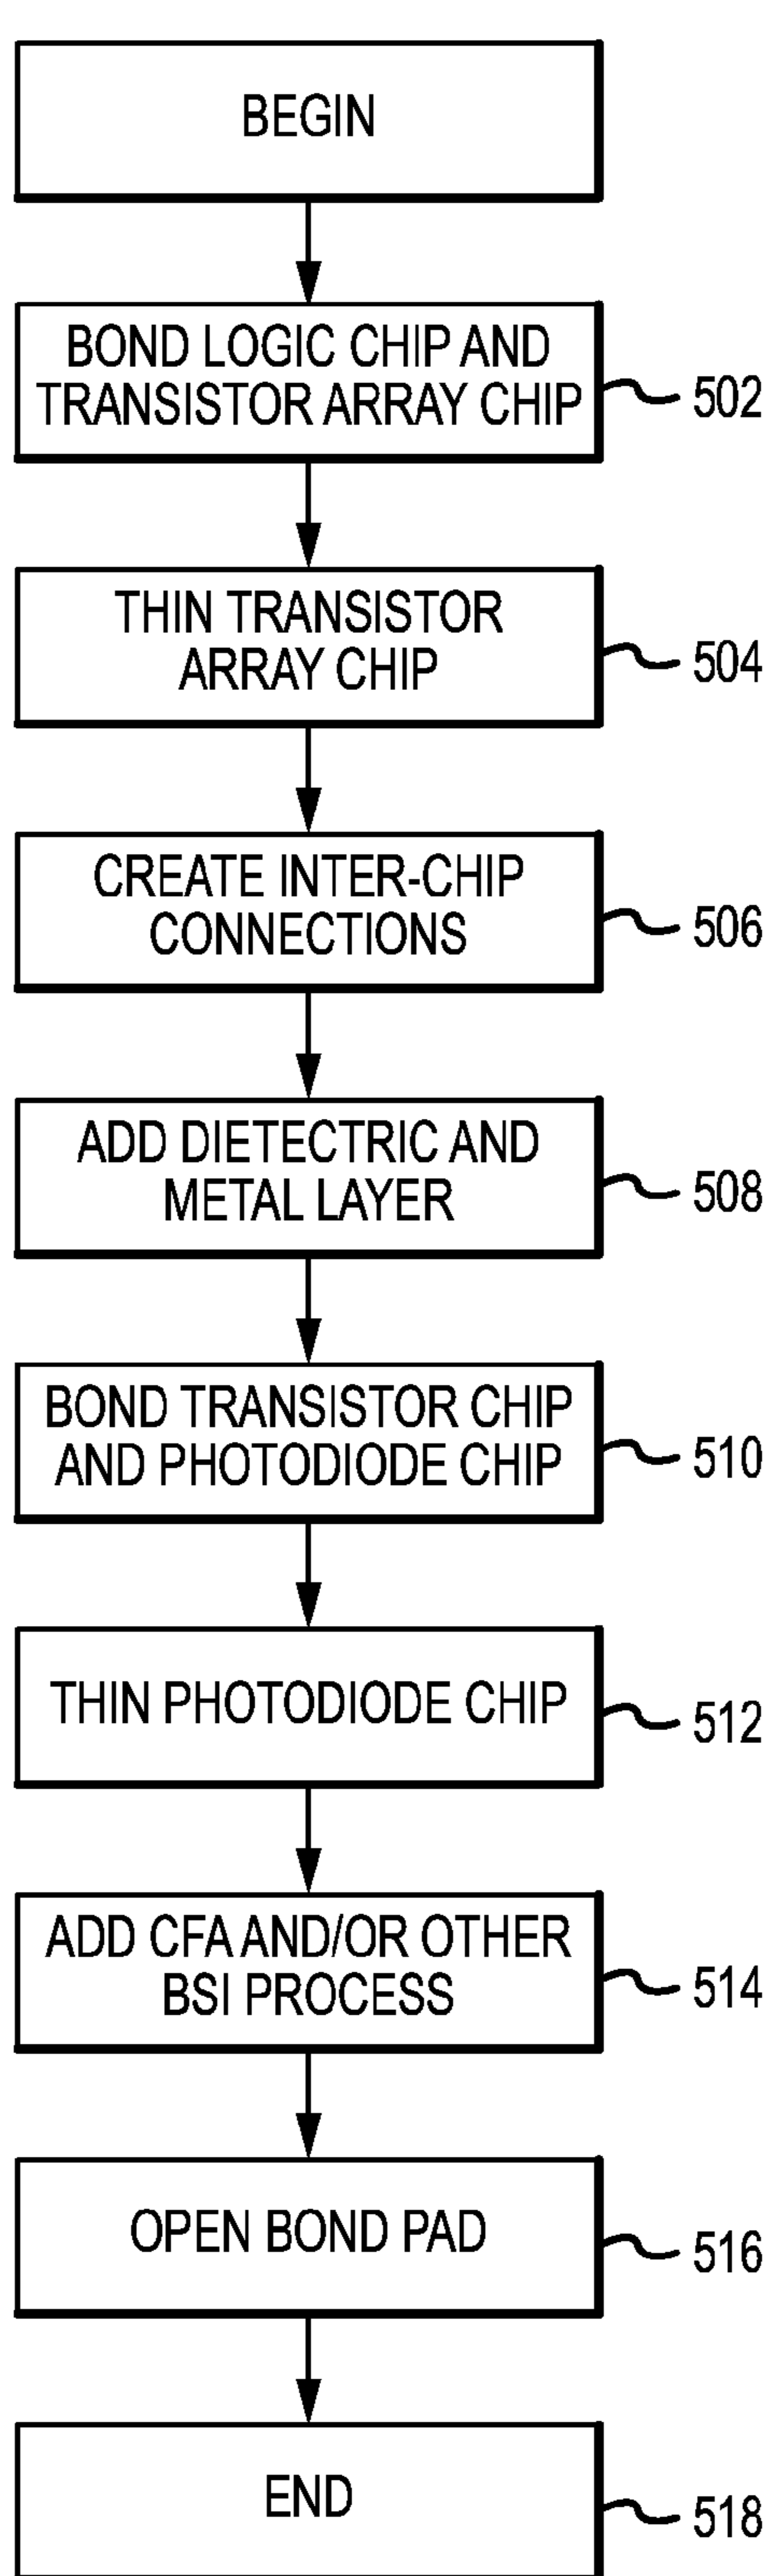 BEGIN
BOND LOGIC CHIP AND
TRANSISTOR ARRAY CHIP
502
THIN TRANSISTOR
ARRAY CHIP
504
CREATE INTER-CHIP
CONNECTIONS
506
ADD DIETECTRIC AND
METAL LAYER
508
BOND TRANSISTOR CHIP
AND PHOTODIODE CHIP
510
THIN PHOTODIODE CHIP
512
ADD CFA AND/OR OTHER
BSI PROCESS
514
OPEN BOND PAD
516
END
518